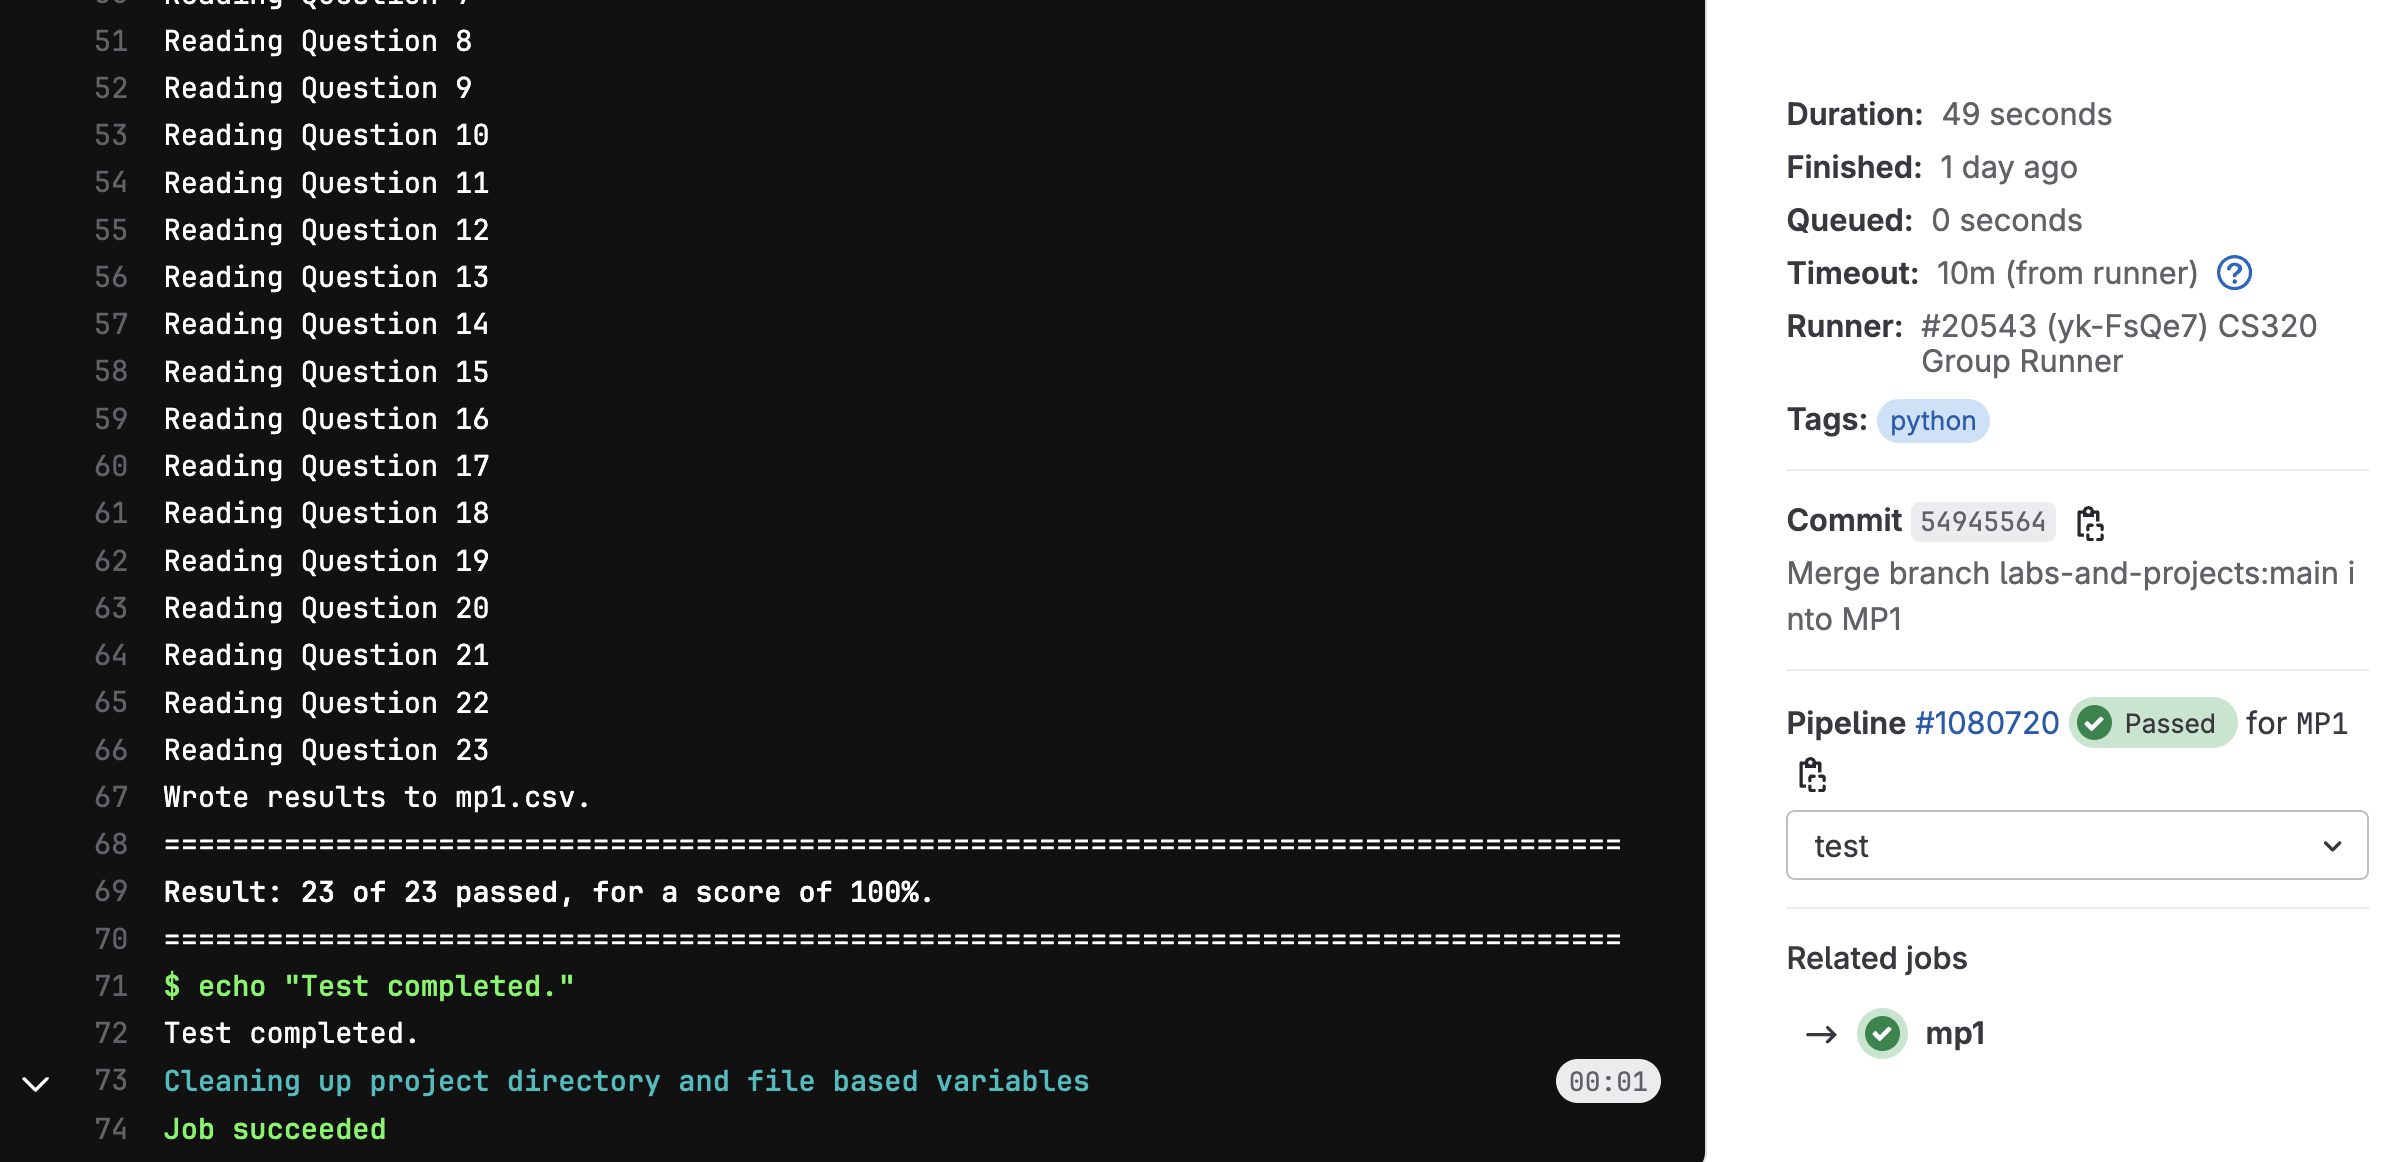 50 Reading Question 7
51 Reading Question 8
52 Reading Question 9
53 Reading Question 10
54 Reading Question 11
55 Reading Question 12
56 Reading Question 13
57 Reading Question 14
58 Reading Question 15
59 Reading Question 16
60 Reading Question 17
61 Reading Question 18
62 Reading Question 19
63 Reading Question 20
64 Reading Question 21
65 Reading Question 22
66 Reading Question 23
67 Wrote results to mp1.csv.
68 =====================================================================================
69 Result: 23 of 23 passed, for a score of 100%.
70 =====================================================================================
71 $ echo "Test completed."
72 Test completed.
73 Cleaning up project directory and file based variables 00:01
74 Job succeeded
Duration: 49 seconds
Finished: 1 day ago
Queued: 0 seconds
Timeout: 10m (from runner) ?
Runner: #20543 (yk-FsQe7) CS320
Group Runner
Tags: python
Commit 54945564
Merge branch labs-and-projects:main i
nto MP1
Pipeline #1080720 Passed for MP1
test
Related jobs
→ mp1